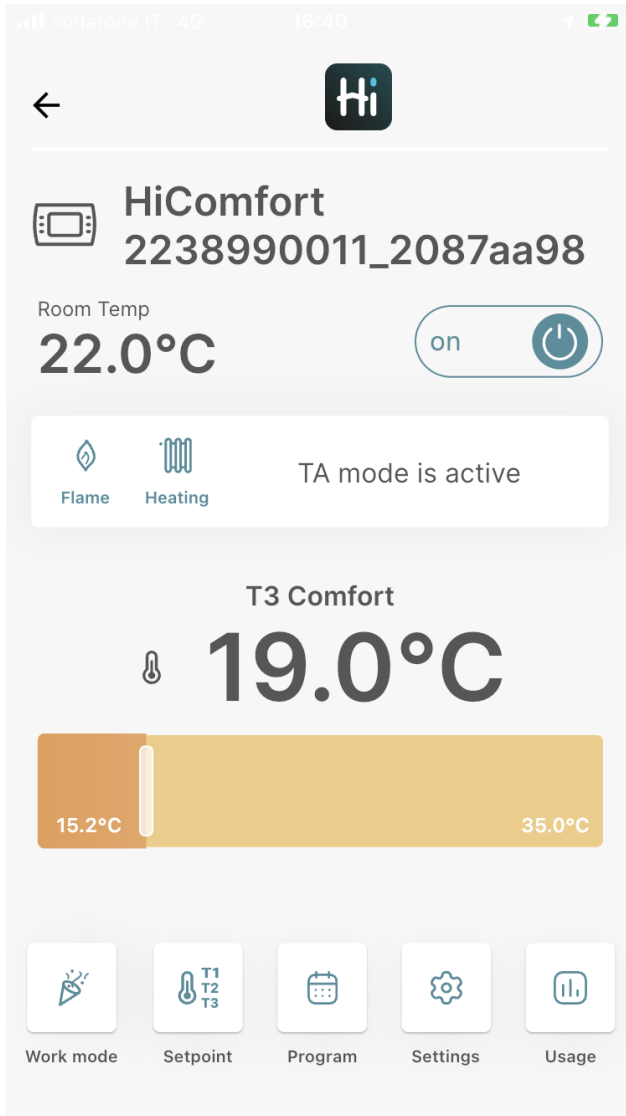 vodafone IT 4G 16:40
Hi
HiComfort
2238990011_2087aa98
Room Temp
22.0°C
on
Flame
Heating
TA mode is active
T3 Comfort
19.0°C
15.2°C
35.0°C
T1
T2
T3
Work mode
Setpoint
Program
Settings
Usage